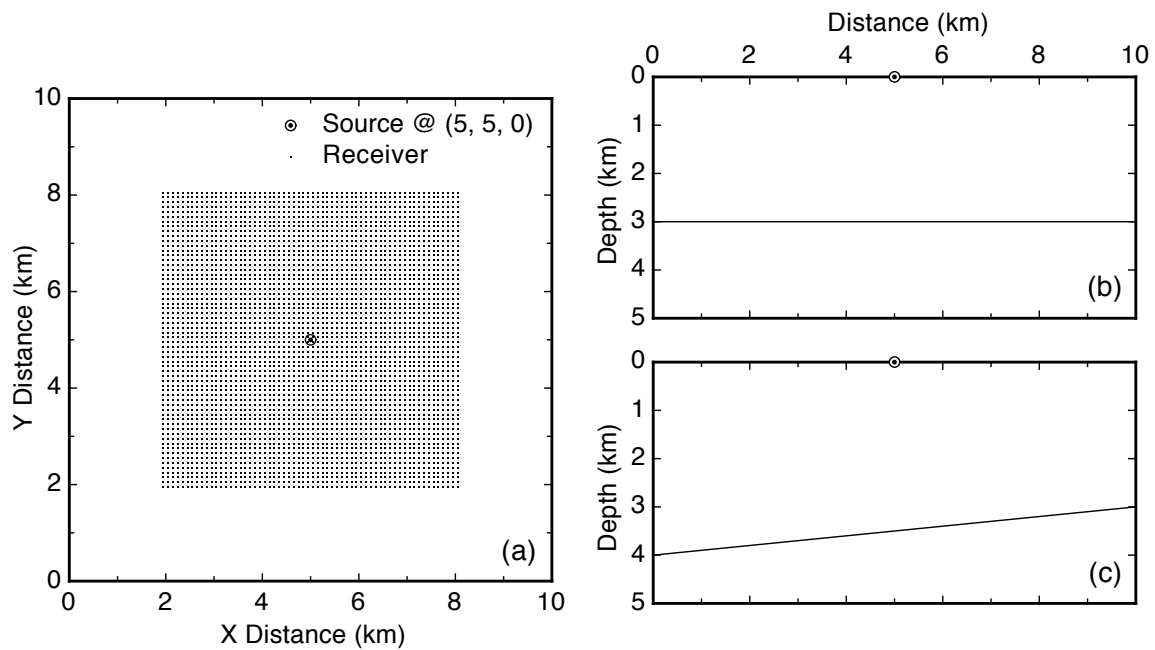 10
8
6
4
2
0
Y Distance (km)
Source @ (5, 5, 0)
Receiver
(a)
0 2 4 6 8 10
X Distance (km)
Distance (km)
0 2 4 6 8 10
0
1
2
3
4
5
Depth (km)
(b)
0
1
2
3
4
5
Depth (km)
(c)